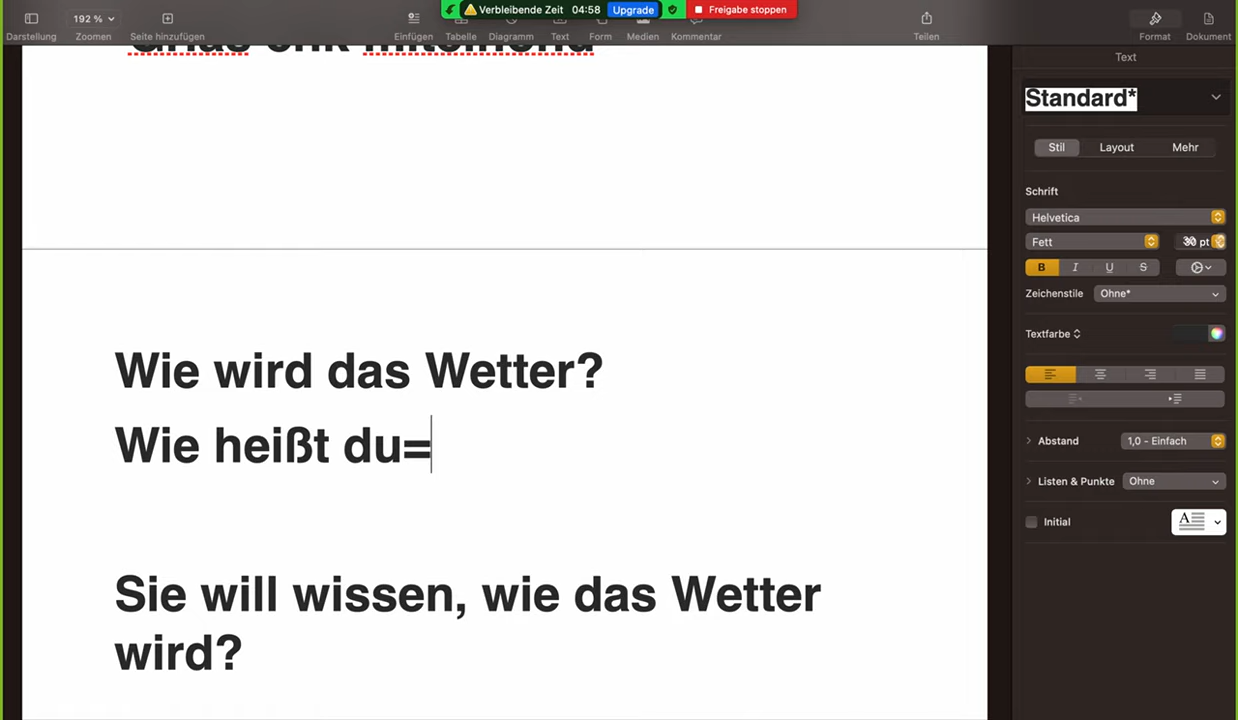 192 %
Verbleibende Zeit 04:58 Upgrade
Freigabe stoppen
Darstellung
Zoomen
Seite hinzufügen
Einfügen
Tabelle
Diagramm
Text
Form
Medien
Kommentar
Teilen
Format
Dokument
Wie wird das Wetter?
Wie heißt du=
Sie will wissen, wie das Wetter
wird?
Text
Standard*
Stil
Layout
Mehr
Schrift
Helvetica
Fett
pt
B I U S
Zeichenstile
Ohne*
Textfarbe
Abstand
1,0 - Einfach
Listen & Punkte
Ohne
Initial
A